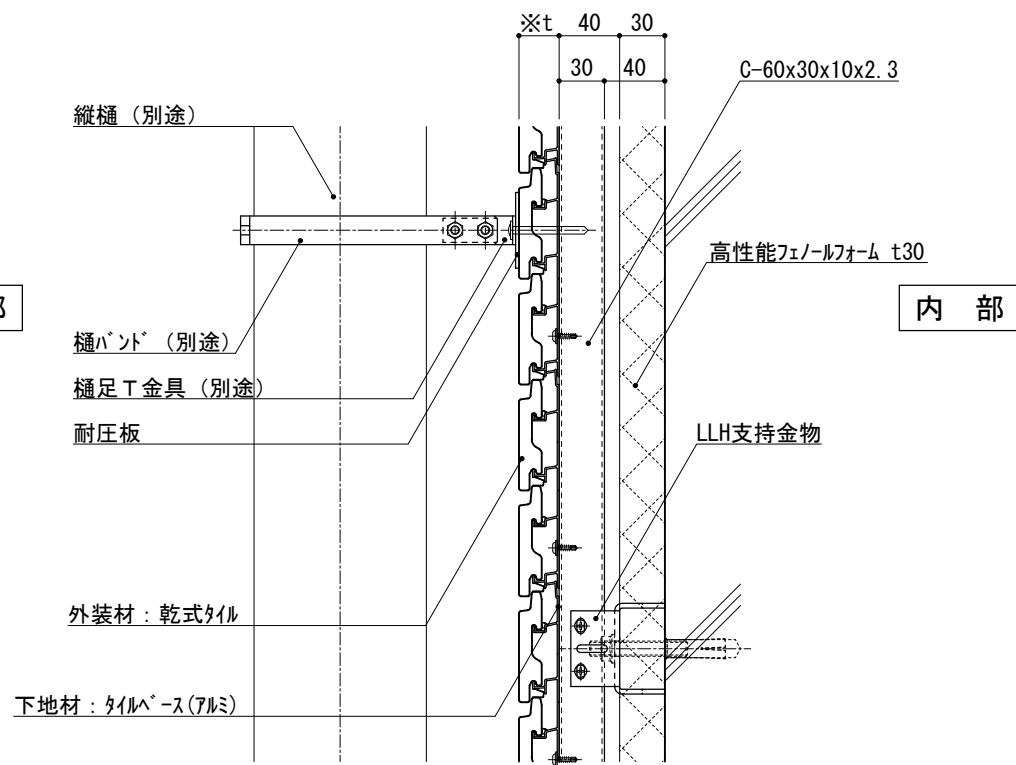 ※t 40 30
30 40
C-60x30x10x2.3
縦樋 (別途)
高性能ﾌｪﾉｰﾙﾌｫｰﾑ t30
部
内 部
樋ﾊﾞﾝﾄﾞ (別途)
樋足T金具 (別途)
耐圧板
LLH支持金物
外装材:乾式ﾀｲﾙ
下地材:ﾀｲﾙﾍﾞｰｽ(ｱﾙﾐ)